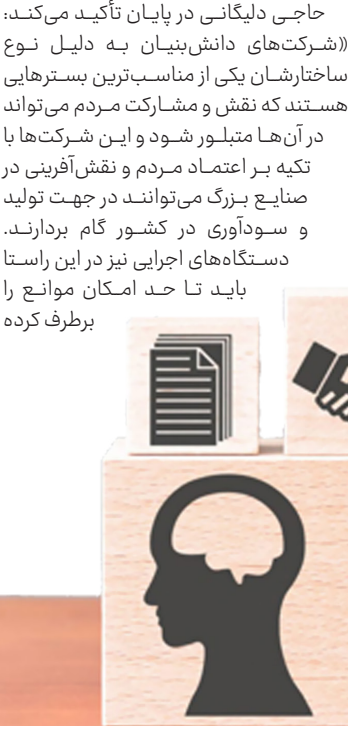 حاجی دلیگانی در پایان تأکید می‌کند:
«شرکت‌های دانش‌بنیان به دلیل نوع
ساختارشان یکی از مناسب‌ترین بسترهایی
هستند که نقش و مشارکت مردم می‌تواند
در آن‌ها متبلور شود و این شرکت‌ها با
تکیه بر اعتماد مردم و نقش‌آفرینی در
صنایع بزرگ می‌توانند در جهت تولید
و سودآوری در کشور گام بردارند.
دستگاه‌های اجرایی نیز در این راستا
باید تا حد امکان موانع را
برطرف کرده